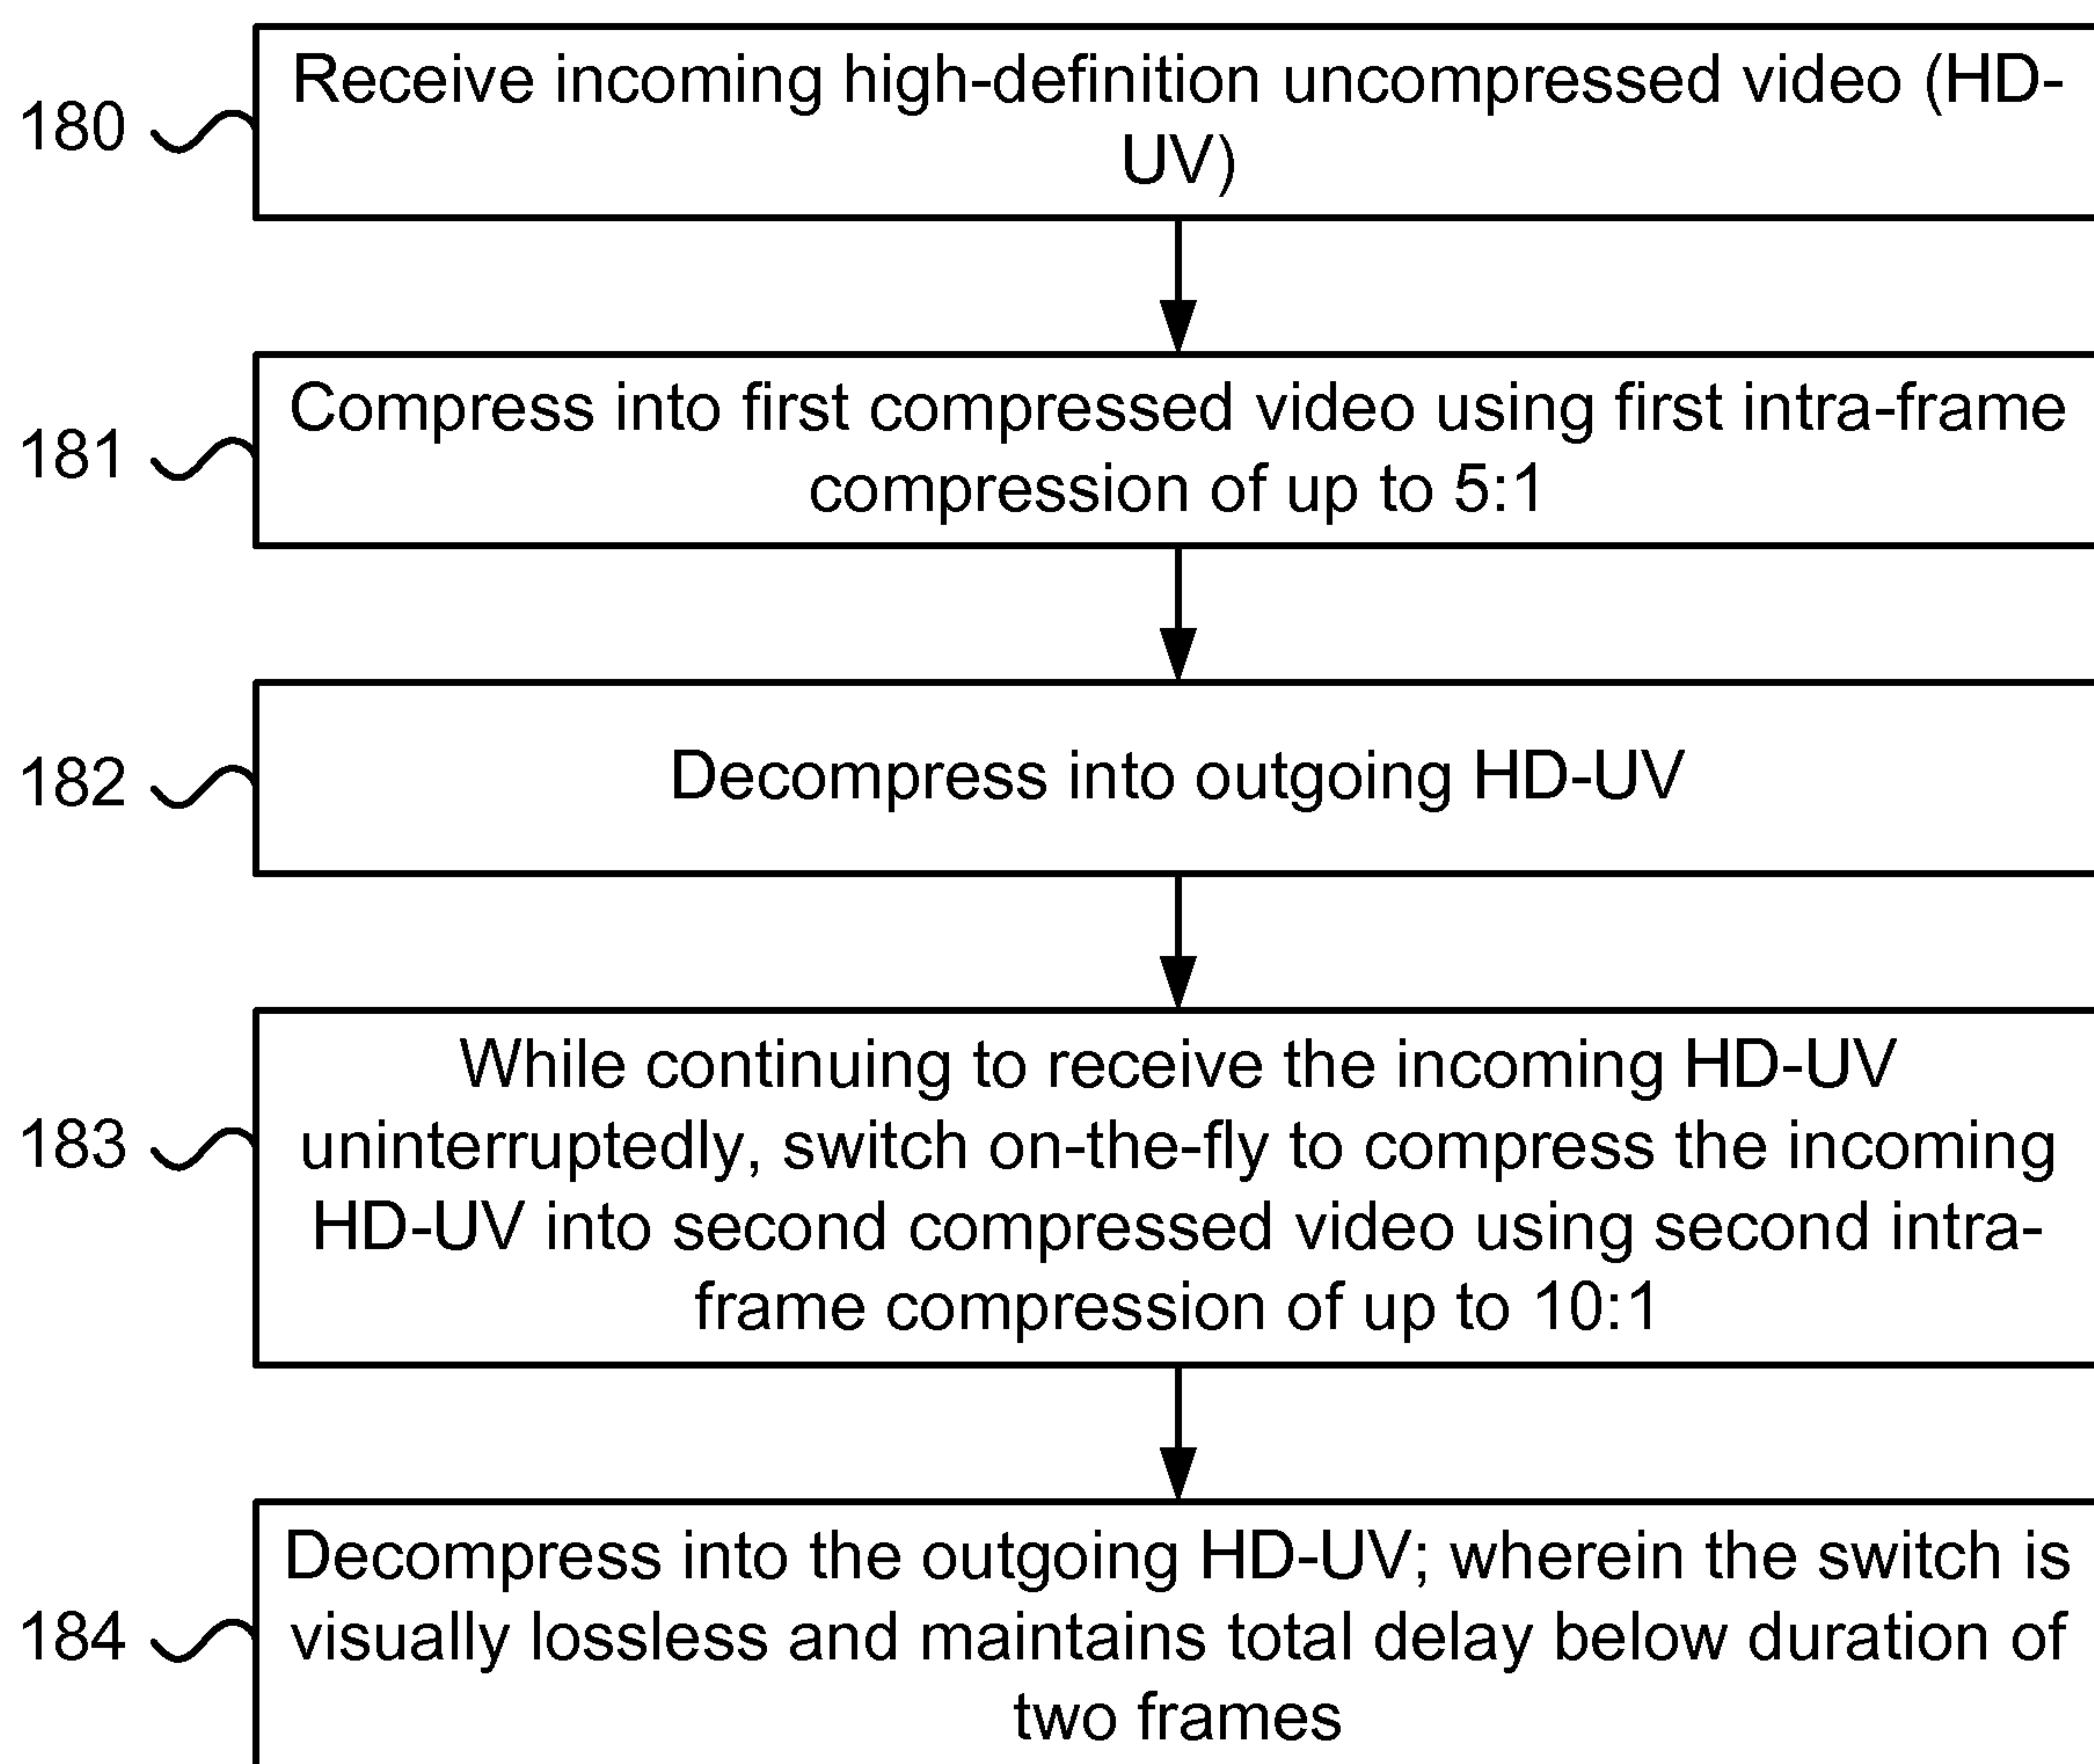 180
Receive incoming high-definition uncompressed video (HD-
UV)
181
Compress into first compressed video using first intra-frame
compression of up to 5:1
182
Decompress into outgoing HD-UV
183
While continuing to receive the incoming HD-UV
uninterruptedly, switch on-the-fly to compress the incoming
HD-UV into second compressed video using second intra-
frame compression of up to 10:1
184
Decompress into the outgoing HD-UV; wherein the switch is
visually lossless and maintains total delay below duration of
two frames